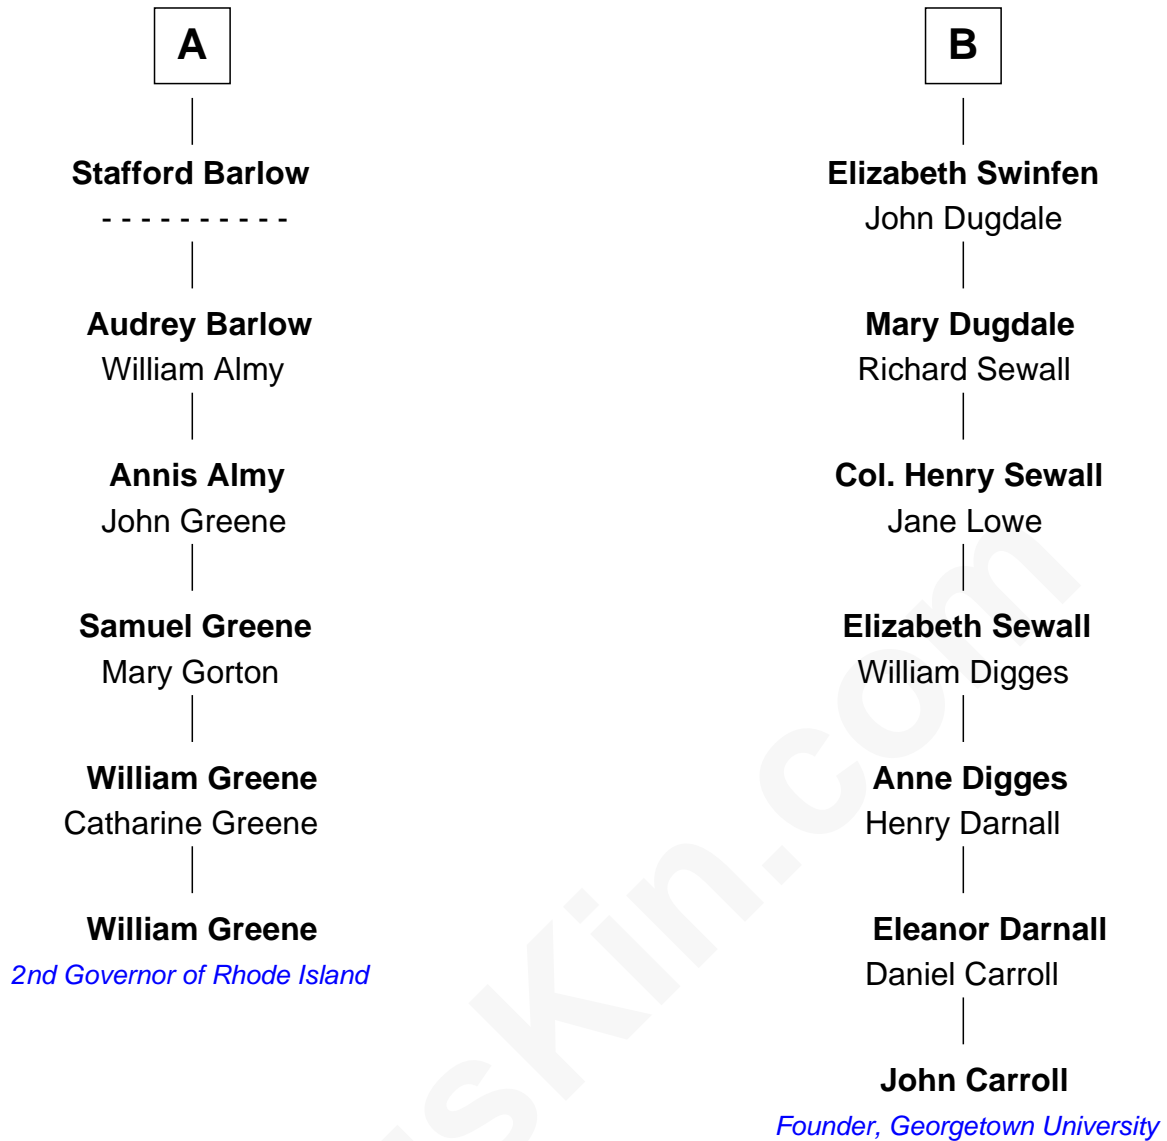 A
Stafford Barlow
- - - - - - - - - -
Audrey Barlow
William Almy
Annis Almy
John Greene
Samuel Greene
Mary Gorton
William Greene
Catharine Greene
William Greene
2nd Governor of Rhode Island
B
Elizabeth Swinfen
John Dugdale
Mary Dugdale
Richard Sewall
Col. Henry Sewall
Jane Lowe
Elizabeth Sewall
William Digges
Anne Digges
Henry Darnall
Eleanor Darnall
Daniel Carroll
John Carroll
Founder, Georgetown University
sKin.com